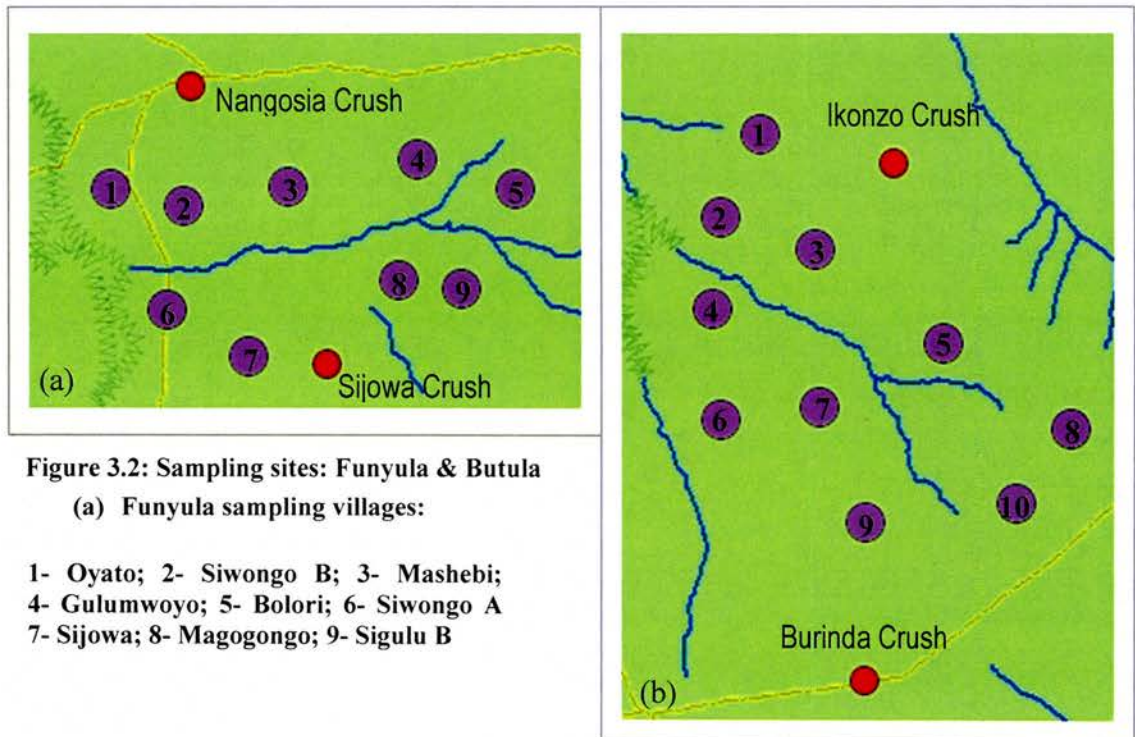 Nangosia Crush
1
2
3
4
5
6
7
8
9
Sijowa Crush
(a)
Figure 3.2: Sampling sites: Funyula & Butula
(a) Funyula sampling villages:
1- Oyato; 2- Siwongo B; 3- Mashebi;
4- Gulumwoyo; 5- Bolori; 6- Siwongo A
7- Sijowa; 8- Magogongo; 9- Sigulu B
Ikonzo Crush
1
2
3
4
5
6
7
8
9
10
Burinda Crush
(b)